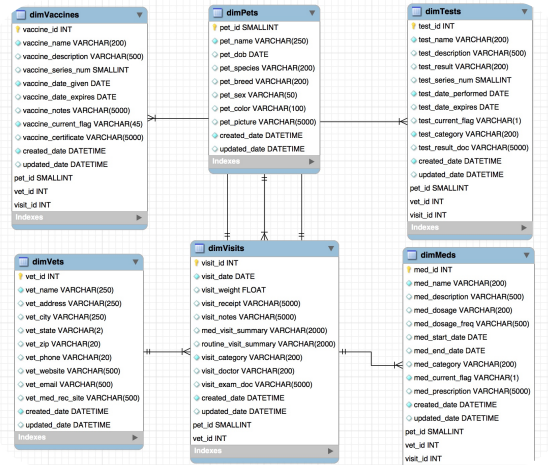 dimVaccines
vaccine_id INT
vaccine_name VARCHAR(200)
vaccine_description VARCHAR(500)
vaccine_series_num SMALLINT
vaccine_date_given DATE
vaccine_date_expires DATE
vaccine_notes VARCHAR(5000)
vaccine_current_flag VARCHAR(45)
vaccine_certificate VARCHAR(5000)
created_date DATETIME
updated_date DATETIME
pet_id SMALLINT
vet_id INT
visit_id INT
Indexes
dimPets
pet_id SMALLINT
pet_name VARCHAR(250)
pet_dob DATE
pet_species VARCHAR(200)
pet_breed VARCHAR(200)
pet_sex VARCHAR(50)
pet_color VARCHAR(100)
pet_picture VARCHAR(5000)
created_date DATETIME
updated_date DATETIME
Indexes
dimTests
test_id INT
test_name VARCHAR(200)
test_description VARCHAR(500)
test_result VARCHAR(200)
test_series_num SMALLINT
test_date_performed DATE
test_date_expires DATE
test_current_flag VARCHAR(1)
test_category VARCHAR(200)
test_result_doc VARCHAR(5000)
created_date DATETIME
updated_date DATETIME
pet_id SMALLINT
vet_id INT
visit_id INT
Indexes
dimVets
vet_id INT
vet_name VARCHAR(250)
vet_address VARCHAR(250)
vet_city VARCHAR(250)
vet_state VARCHAR(2)
vet_zip VARCHAR(20)
vet_phone VARCHAR(20)
vet_website VARCHAR(500)
vet_email VARCHAR(500)
vet_med_rec_site VARCHAR(500)
created_date DATETIME
updated_date DATETIME
Indexes
dimVisits
visit_id INT
visit_date DATE
visit_weight FLOAT
visit_receipt VARCHAR(5000)
visit_notes VARCHAR(5000)
med_visit_summary VARCHAR(2000)
routine_visit_summary VARCHAR(2000)
visit_category VARCHAR(200)
visit_doctor VARCHAR(200)
visit_exam_doc VARCHAR(5000)
created_date DATETIME
updated_date DATETIME
pet_id SMALLINT
vet_id INT
Indexes
dimMeds
med_id INT
med_name VARCHAR(200)
med_description VARCHAR(500)
med_dosage VARCHAR(200)
med_dosage_freq VARCHAR(500)
med_start_date DATE
med_end_date DATE
med_category VARCHAR(200)
med_current_flag VARCHAR(1)
med_prescription VARCHAR(5000)
created_date DATETIME
updated_date DATETIME
pet_id SMALLINT
vet_id INT
visit_id INT